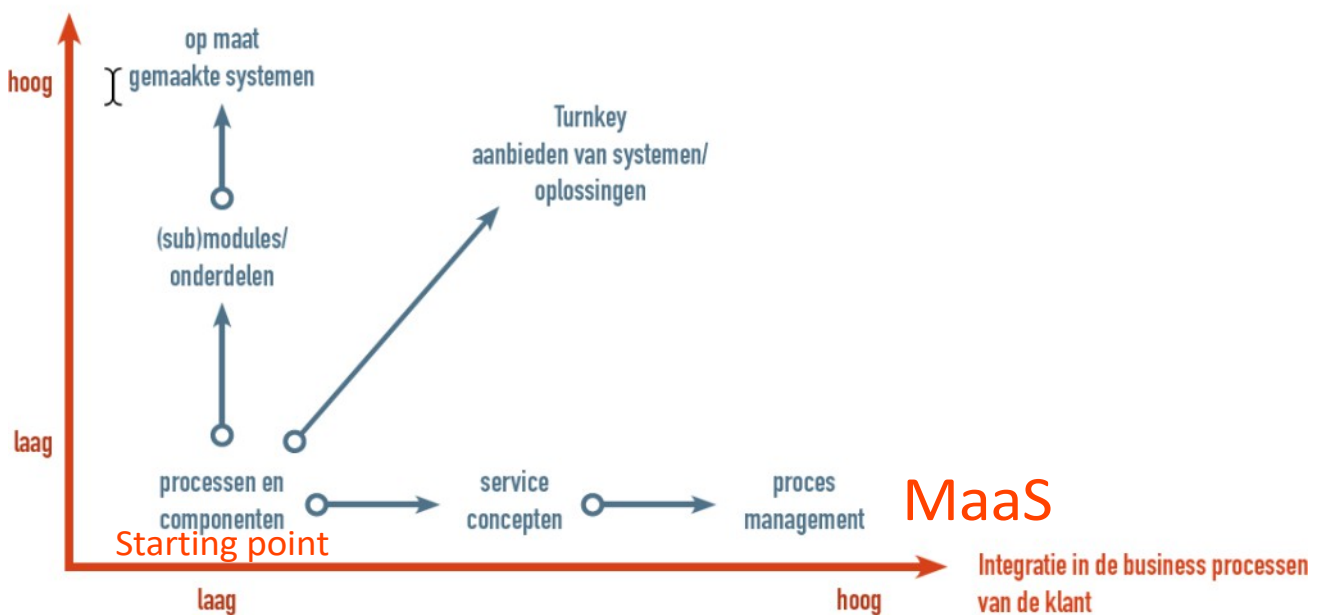 op maat
gemaakte systemen
hoog
Turnkey
aanbieden van systemen/
oplossingen
(sub)modules/
onderdelen
laag
processen en
componenten
Starting point
service
concepten
proces
management
MaaS
Integratie in de business processen
van de klant
laag
hoog